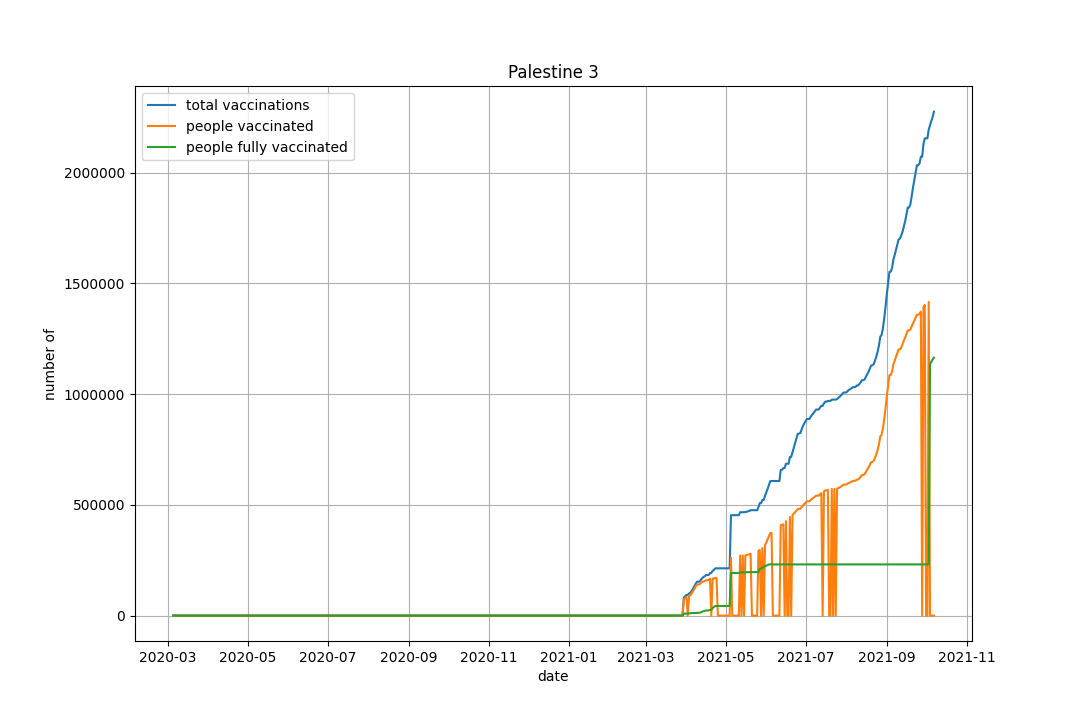 Palestine 3
total vaccinations
people vaccinated
people fully vaccinated
number of
2000000
1500000
1000000
500000
0
2020-03 2020-05 2020-07 2020-09 2020-11 2021-01 2021-03 2021-05 2021-07 2021-09 2021-11
date